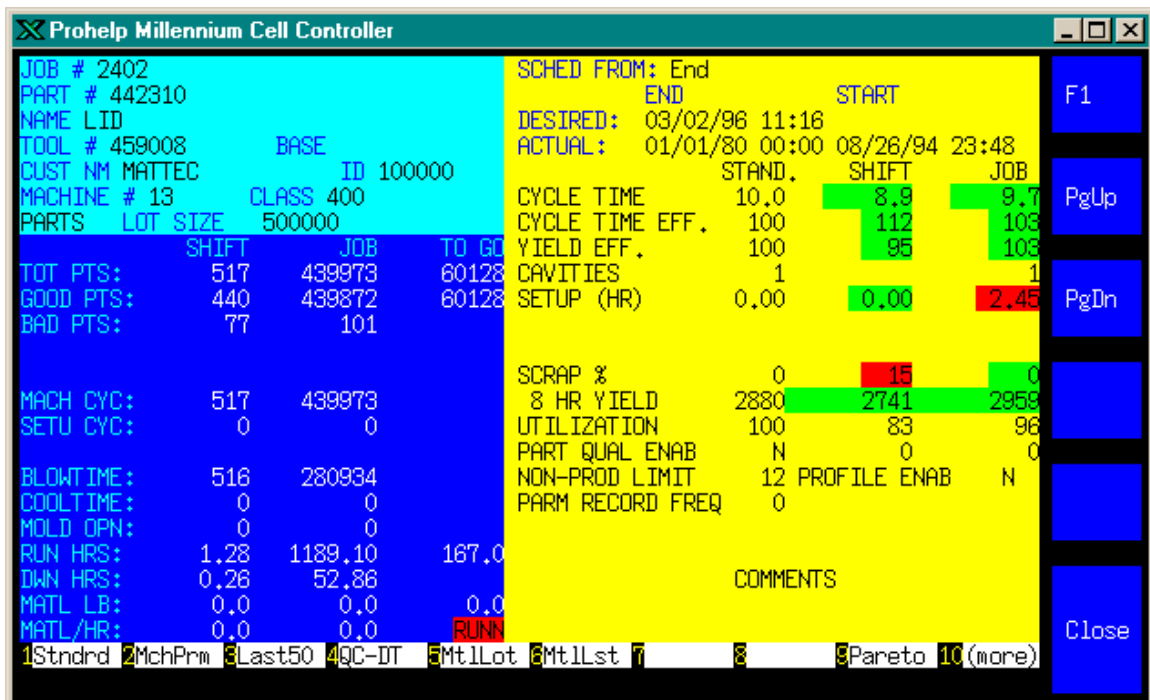 Prohelp Millennium Cell Controller
JOB # 2402
PART # 442310
NAME LID
TOOL # 459008 BASE
CUST NM MATTEC ID 100000
MACHINE # 13 CLASS 400
PARTS LOT SIZE 500000
SHIFT JOB TO GO
TOT PTS: 517 439973 60128
GOOD PTS: 440 439872 60128
BAD PTS: 77 101
MACH CYC: 517 439973
SETU CYC: 0 0
BLOWTIME: 516 280934
COOLTIME: 0 0
MOLD OPN: 0 0
RUN HRS: 1.28 1189.10 167.0
DWN HRS: 0.26 52.86
MATL LB: 0.0 0.0 0.0
MATL/HR: 0.0 0.0 RUNN
SCHED FROM: End
END START
DESIRED: 03/02/96 11:16
ACTUAL: 01/01/80 00:00 08/26/94 23:48
STAND. SHIFT JOB
CYCLE TIME 10.0 8.9 9.7
CYCLE TIME EFF. 100 112 103
YIELD EFF. 100 95 103
CAVITIES 1 1
SETUP (HR) 0.00 0.00 2.45
SCRAP % 0 15 0
8 HR YIELD 2880 2741 2959
UTILIZATION 100 83 96
PART QUAL ENAB N 0 0
NON-PROD LIMIT 12 PROFILE ENAB N
PARM RECORD FREQ 0
COMMENTS
F1
PgUp
PgDn
Close
1Stndrd 2MchPrm 3Last50 4QC-DT 5MtlLot 6MtlLst 7 8 9Pareto 10(more)